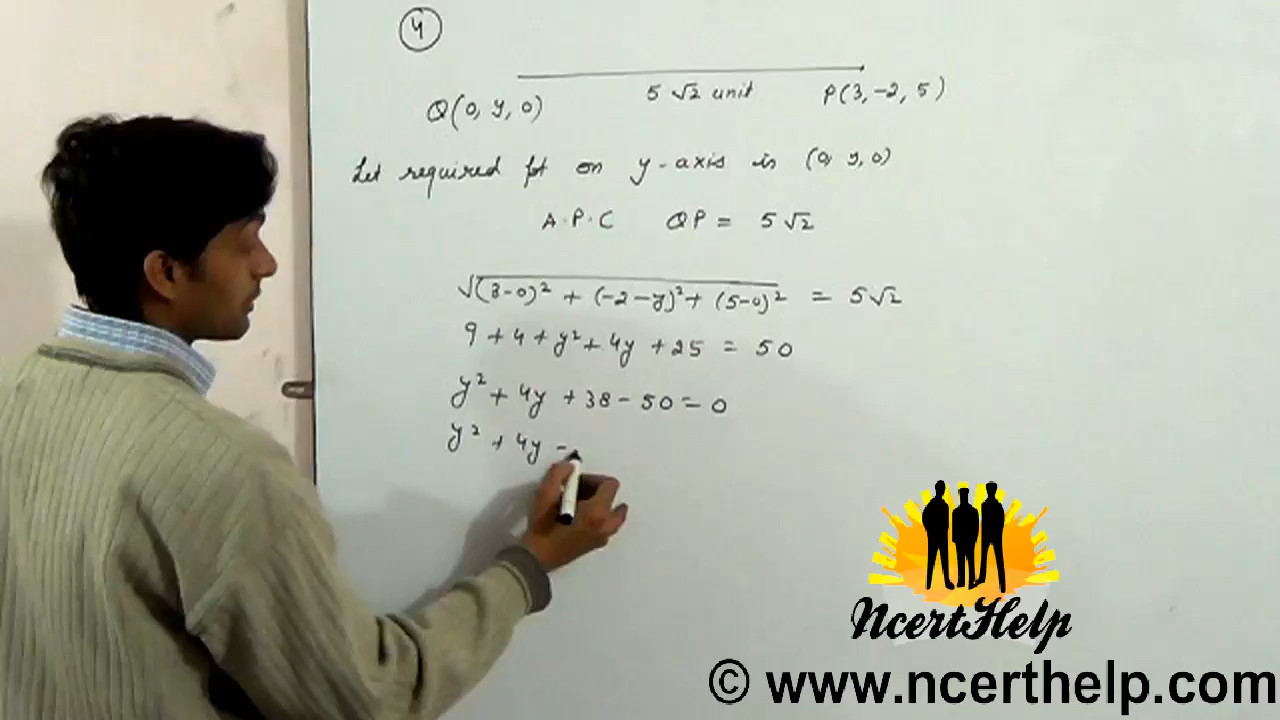 4
5 √2 unit
Q(0, y, 0) P(3, -2, 5)
Let required pt on y-axis is (0, y, 0)
A.P.C QP = 5√2
√(3-0)² + (-2-y)² + (5-0)² = 5√2
9 + 4 + y² + 4y + 25 = 50
y² + 4y + 38 - 50 = 0
y² + 4y -
NcertHelp
© www.ncerthelp.com